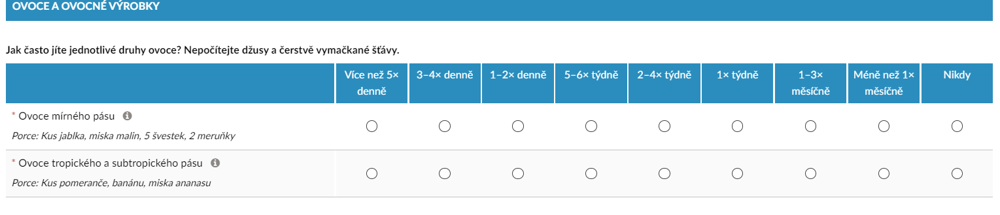 OVOCE A OVOCNÉ VÝROBKY
Jak často jíte jednotlivé druhy ovoce? Nepočítejte džusy a čerstvě vymačkané šťávy.
Více než 5× denně
3–4× denně
1–2× denně
5–6× týdně
2–4× týdně
1× týdně
1–3× měsíčně
Méně než 1× měsíčně
Nikdy
* Ovoce mírného pásu
Porce: Kus jablka, miska malin, 5 švestek, 2 meruňky
* Ovoce tropického a subtropického pásu
Porce: Kus pomeranče, banánu, miska ananasu